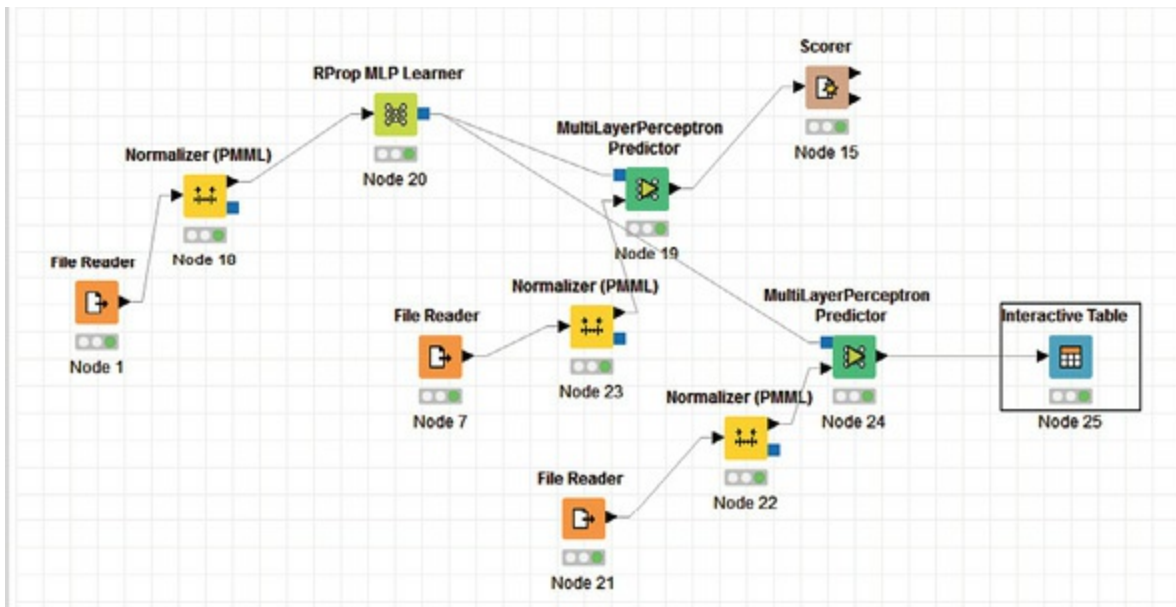 Scorer
Node 15
RProp MLP Learner
Node 20
MultiLayerPerceptron
Predictor
Node 19
Normalizer (PMML)
Node 18
File Reader
Node 1
Normalizer (PMML)
Node 23
File Reader
Node 7
MultiLayerPerceptron
Predictor
Node 24
Interactive Table
Node 25
Normalizer (PMML)
Node 22
File Reader
Node 21